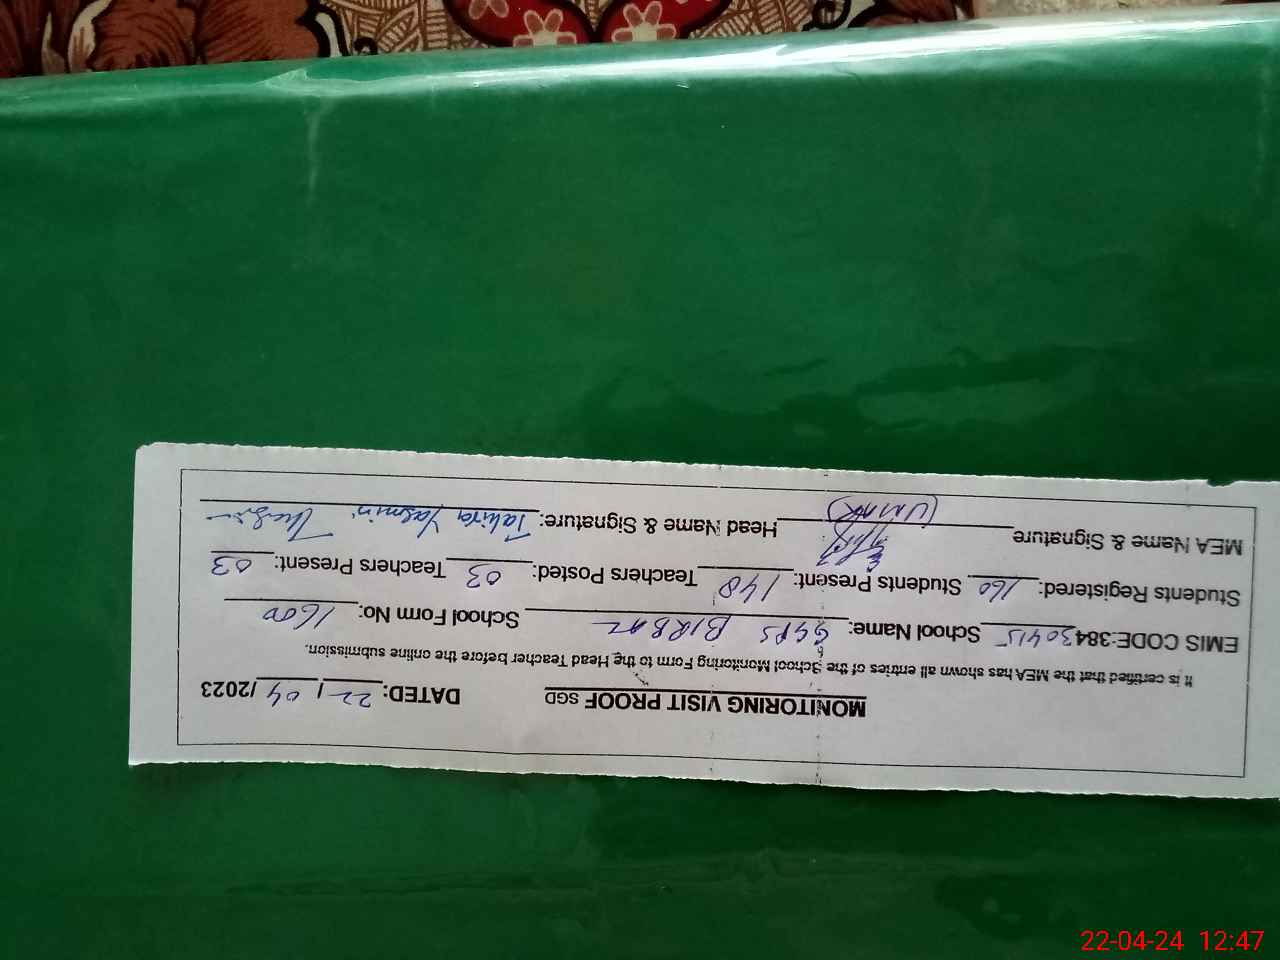 MONITORING VISIT PROOF SGD DATED: 22/04/2023
It is certified that the MEA has shown all entries of the School Monitoring Form to the Head Teacher before the online submission.
EMIS CODE:38430415 School Name: GGPS BIRBAL School Form No: 1600
Students Registered: 160 Students Present: 140 Teachers Posted: 03 Teachers Present: 03
MEA Name & Signature (UMAR) Head Name & Signature: Tahira Yasmin
22-04-24 12:47